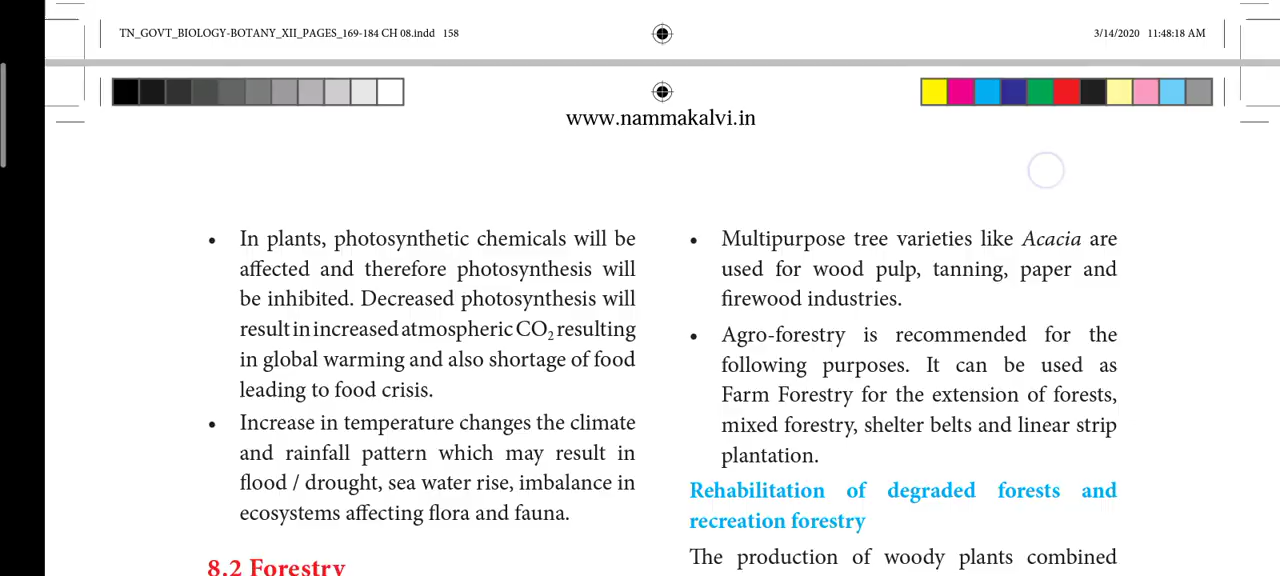 TN_GOVT_BIOLOGY-BOTANY_XII_PAGES_169-184 CH 08.indd 158
3/14/2020 11:48:18 AM
www.nammakalvi.in
• In plants, photosynthetic chemicals will be
affected and therefore photosynthesis will
be inhibited. Decreased photosynthesis will
result in increased atmospheric CO₂ resulting
in global warming and also shortage of food
leading to food crisis.
• Increase in temperature changes the climate
and rainfall pattern which may result in
flood / drought, sea water rise, imbalance in
ecosystems affecting flora and fauna.
8.2 Forestry
• Multipurpose tree varieties like Acacia are
used for wood pulp, tanning, paper and
firewood industries.
• Agro-forestry is recommended for the
following purposes. It can be used as
Farm Forestry for the extension of forests,
mixed forestry, shelter belts and linear strip
plantation.
Rehabilitation of degraded forests and
recreation forestry
The production of woody plants combined